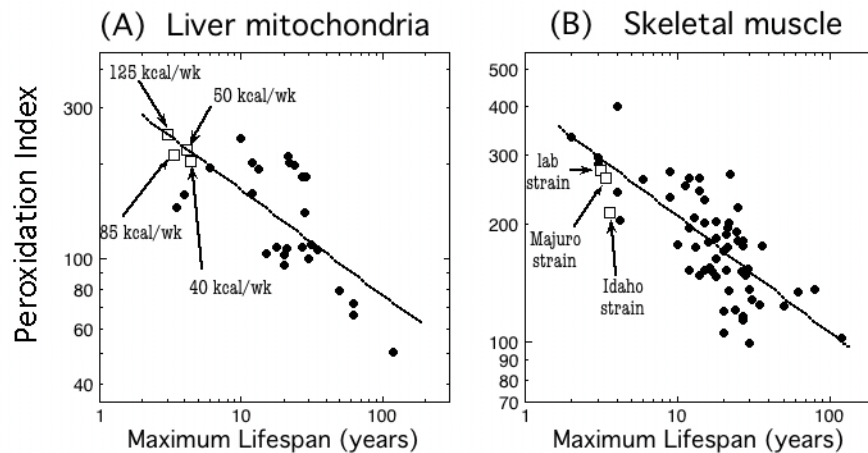 (A) Liver mitochondria
(B) Skeletal muscle
Peroxidation Index
300
100
80
60
40
125 kcal/wk
50 kcal/wk
85 kcal/wk
40 kcal/wk
1
10
100
Maximum Lifespan (years)
500
400
300
200
100
90
80
70
lab
strain
Majuro
strain
Idaho
strain
1
10
100
Maximum Lifespan (years)